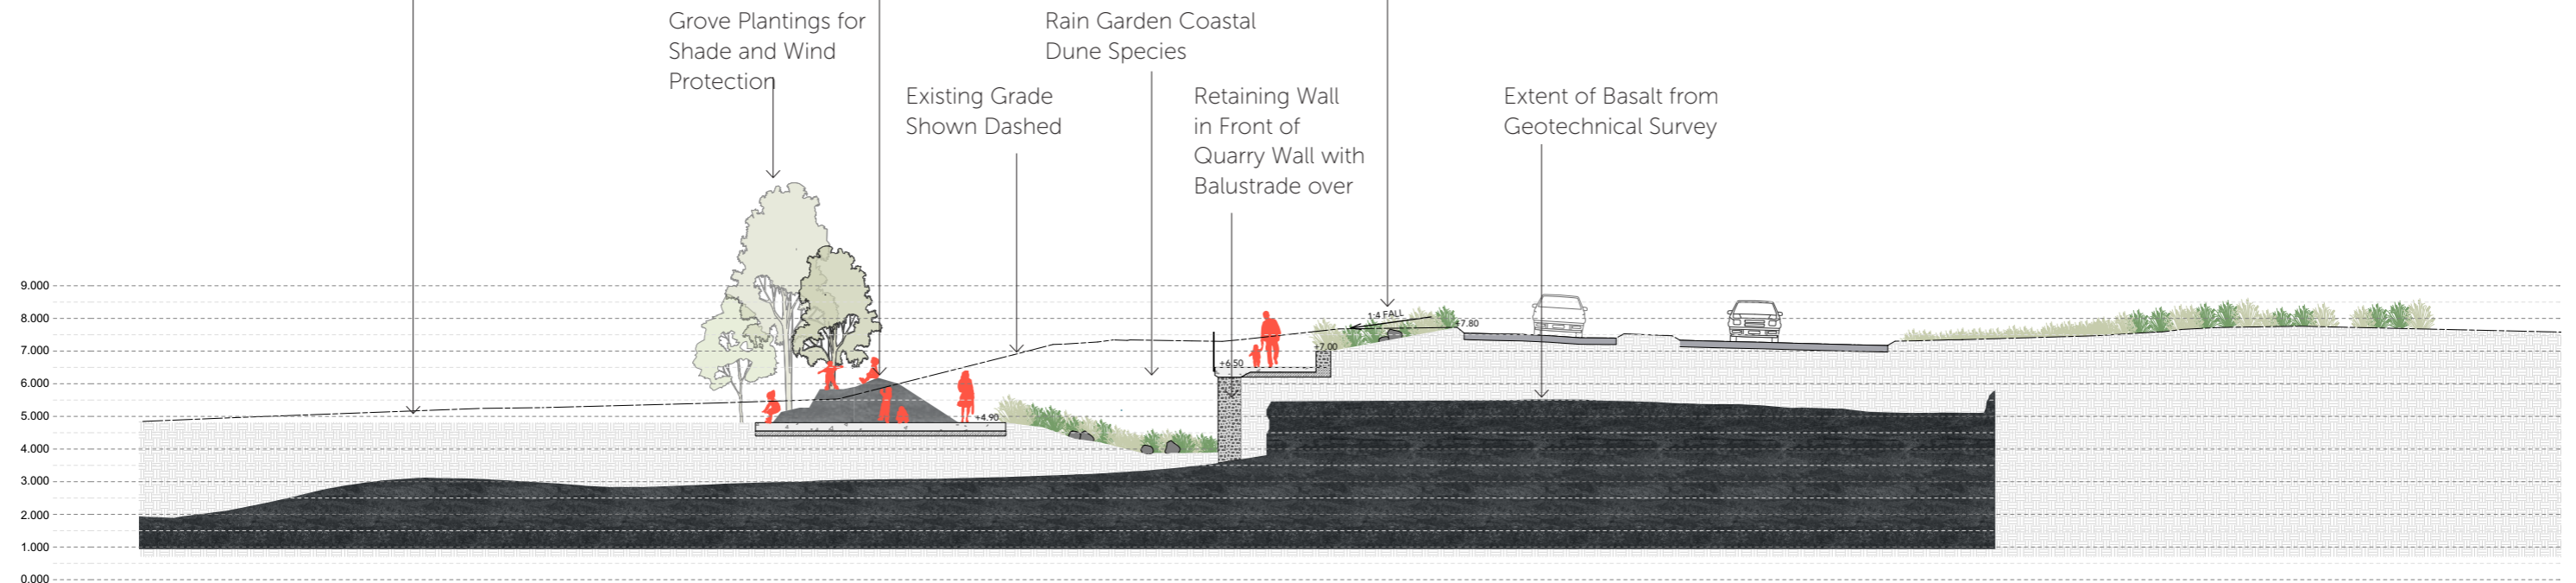 Grove Plantings for
Shade and Wind
Protection
Rain Garden Coastal
Dune Species
Existing Grade
Shown Dashed
Retaining Wall
in Front of
Quarry Wall with
Balustrade over
Extent of Basalt from
Geotechnical Survey
9.000
8.000
7.000
6.000
5.000
4.000
3.000
2.000
1.000
0.000
1:4 FALL
+7.80
+7.00
+6.50
+4.90